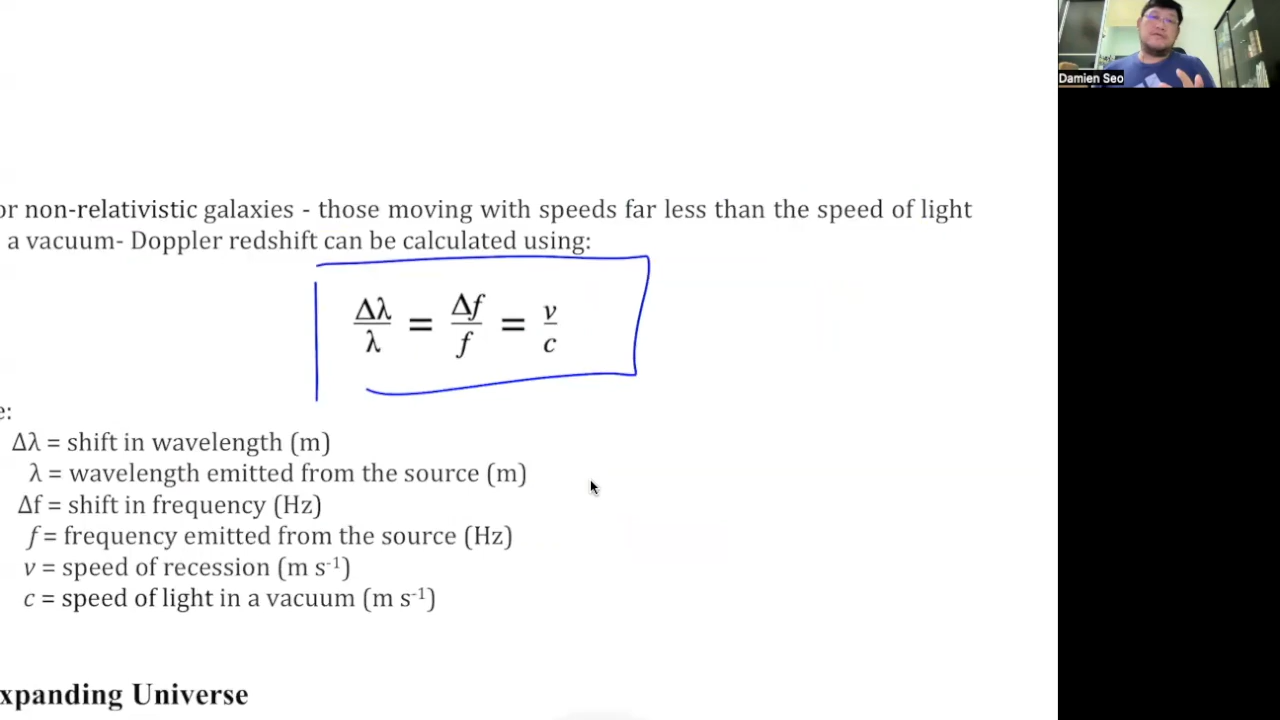 Damien Seo
or non-relativistic galaxies - those moving with speeds far less than the speed of light
a vacuum- Doppler redshift can be calculated using:
Δλ/λ = Δf/f = v/c
e:
Δλ = shift in wavelength (m)
λ = wavelength emitted from the source (m)
Δf = shift in frequency (Hz)
f = frequency emitted from the source (Hz)
v = speed of recession (m s⁻¹)
c = speed of light in a vacuum (m s⁻¹)
xpanding Universe